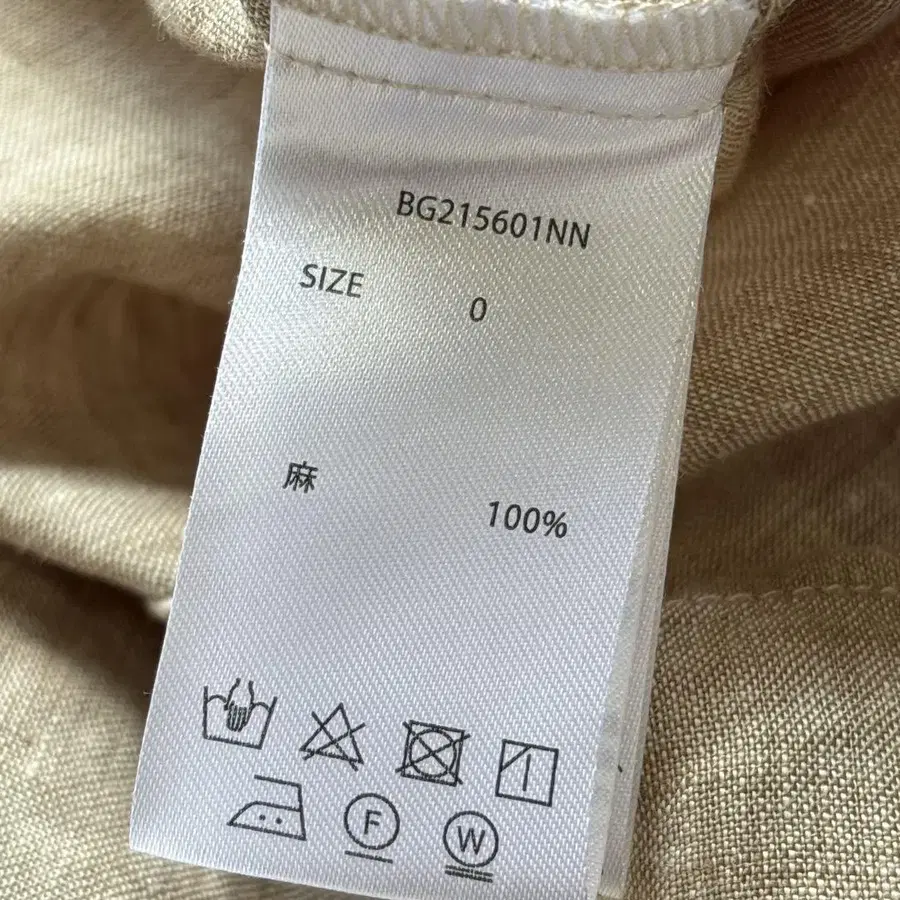 BG215601NN
SIZE 0
麻 100%
F W